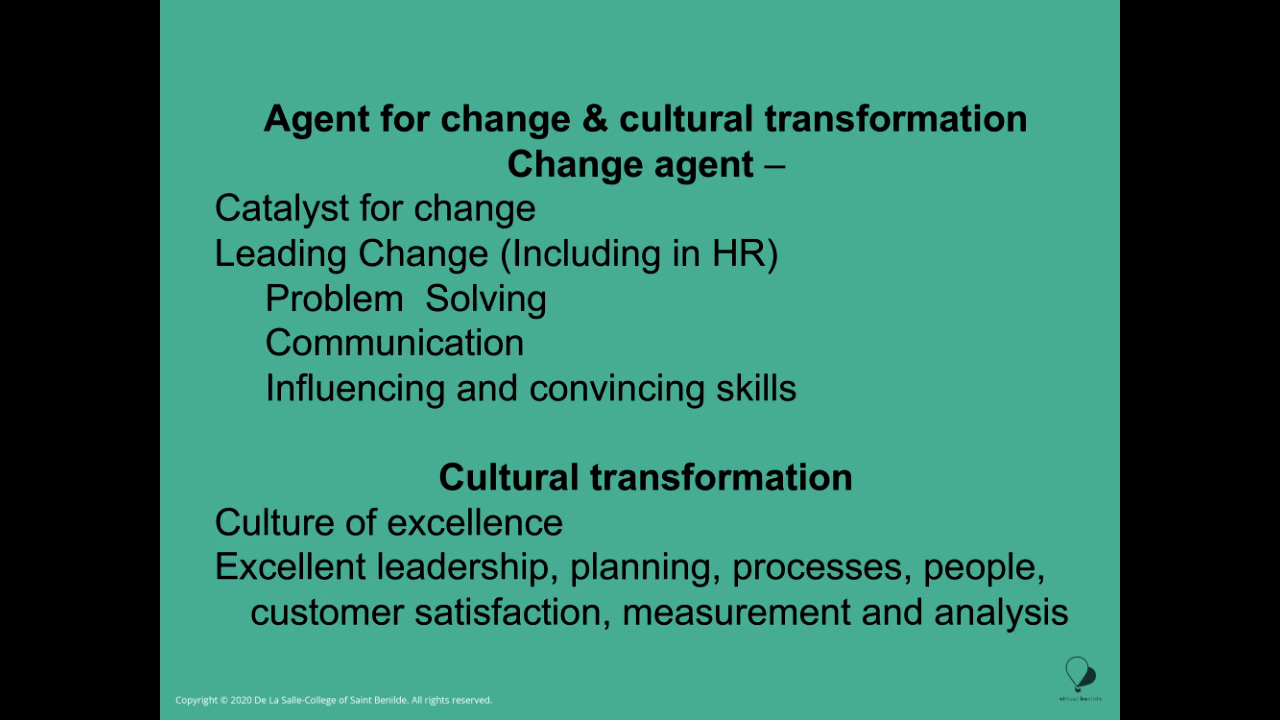 Agent for change & cultural transformation
Change agent –
Catalyst for change
Leading Change (Including in HR)
Problem  Solving
Communication
Influencing and convincing skills
Cultural transformation
Culture of excellence
Excellent leadership, planning, processes, people,
customer satisfaction, measurement and analysis
Copyright © 2020 De La Salle-College of Saint Benilde. All rights reserved.
virtual benilde